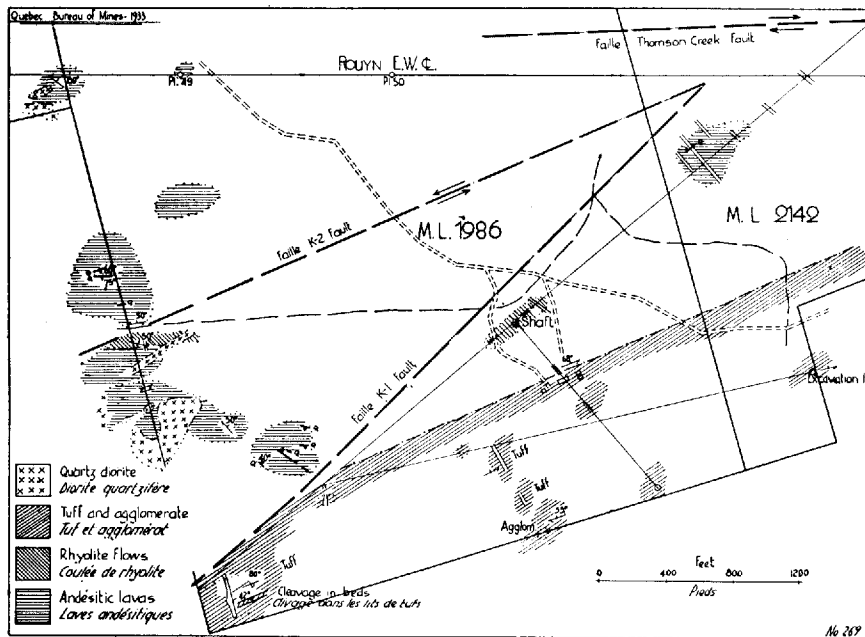 Quebec Bureau of Mines - 1933
Faille Thomson Creek Fault
ROUYN E.W. ℄.
Pl. 49
Pl 50
M.L. 1986
M. L 2142
Faille K-2 Fault
Shaft
Faille K-1 Fault
Excavation
Tuff
Tuff
Agglom
Tuff
Quartz diorite
Diorite quartzifère
Tuff and agglomerate
Tuf et agglomérat
Rhyolite flows
Coulée de rhyolite
Andésitic lavas
Laves andésitiques
Cleavage in beds
Clivage dans les lits de tufs
Feet
0 400 800 1200
Pieds
No 269